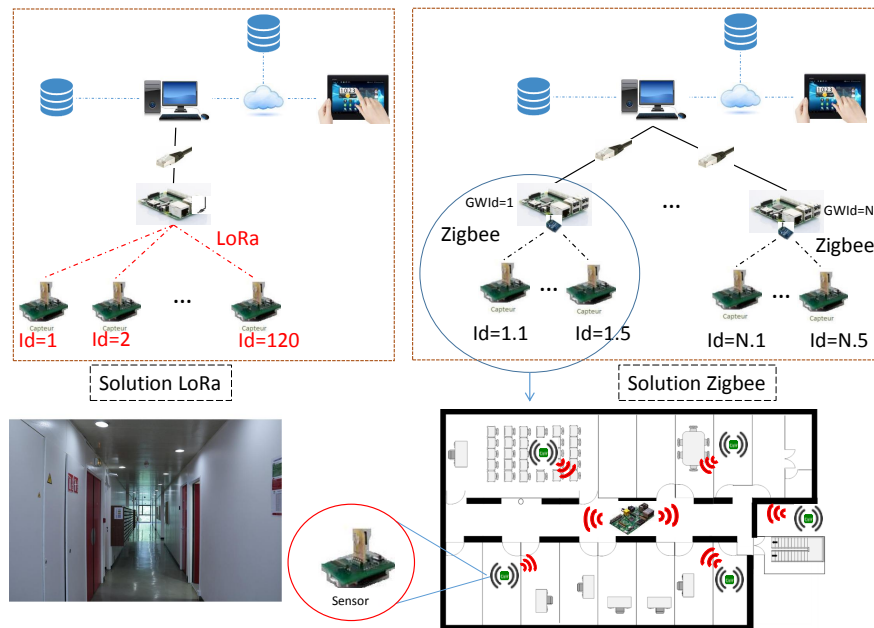 GWId=1
...
GWId=N
LoRa
Zigbee
Zigbee
...
...
...
Capteur
Capteur
Capteur
Capteur
Capteur
Capteur
Capteur
Id=1
Id=2
Id=120
Id=1.1
Id=1.5
Id=N.1
Id=N.5
Solution LoRa
Solution Zigbee
Sensor